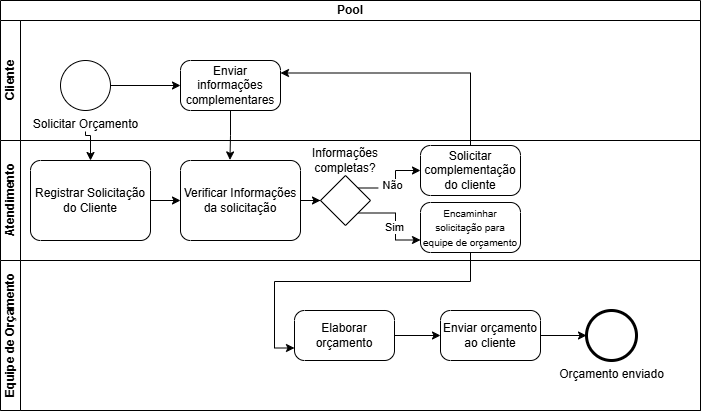 Pool
Cliente
Enviar
informações
complementares
Solicitar Orçamento
Atendimento
Registrar Solicitação
do Cliente
Verificar Informações
da solicitação
Informações
completas?
Não
Sim
Solicitar
complementação
do cliente
Encaminhar
solicitação para
equipe de orçamento
Equipe de Orçamento
Elaborar
orçamento
Enviar orçamento
ao cliente
Orçamento enviado